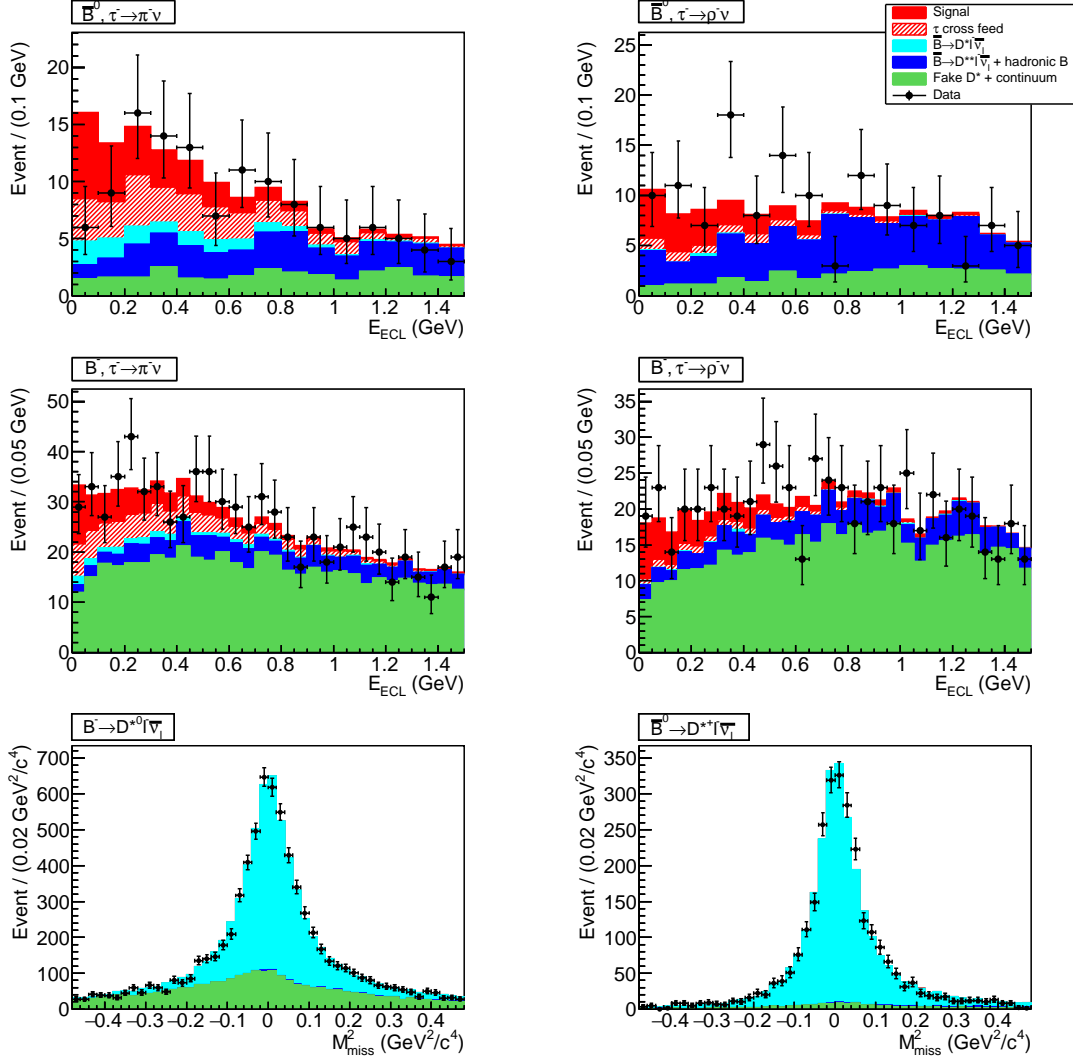 B̅⁰, τ⁻→π⁻ν
Event / (0.1 GeV)
20
15
10
5
0
0 0.2 0.4 0.6 0.8 1 1.2 1.4
E_ECL (GeV)
B̅⁰, τ⁻→ρ⁻ν
Signal
τ cross feed
B̅→D*l⁻ν̅_l
B̅→D**l⁻ν̅_l + hadronic B
Fake D* + continuum
Data
Event / (0.1 GeV)
25
20
15
10
5
0
0 0.2 0.4 0.6 0.8 1 1.2 1.4
E_ECL (GeV)
B⁻, τ⁻→π⁻ν
Event / (0.05 GeV)
50
40
30
20
10
0
0 0.2 0.4 0.6 0.8 1 1.2 1.4
E_ECL (GeV)
B⁻, τ⁻→ρ⁻ν
Event / (0.05 GeV)
35
30
25
20
15
10
5
0
0 0.2 0.4 0.6 0.8 1 1.2 1.4
E_ECL (GeV)
B⁻→D*⁰l⁻ν̅_l
Event / (0.02 GeV²/c⁴)
700
600
500
400
300
200
100
0
−0.4 −0.3 −0.2 −0.1 0 0.1 0.2 0.3 0.4
M²_miss (GeV²/c⁴)
B̅⁰→D*⁺l⁻ν̅_l
Event / (0.02 GeV²/c⁴)
350
300
250
200
150
100
50
0
−0.4 −0.3 −0.2 −0.1 0 0.1 0.2 0.3 0.4
M²_miss (GeV²/c⁴)